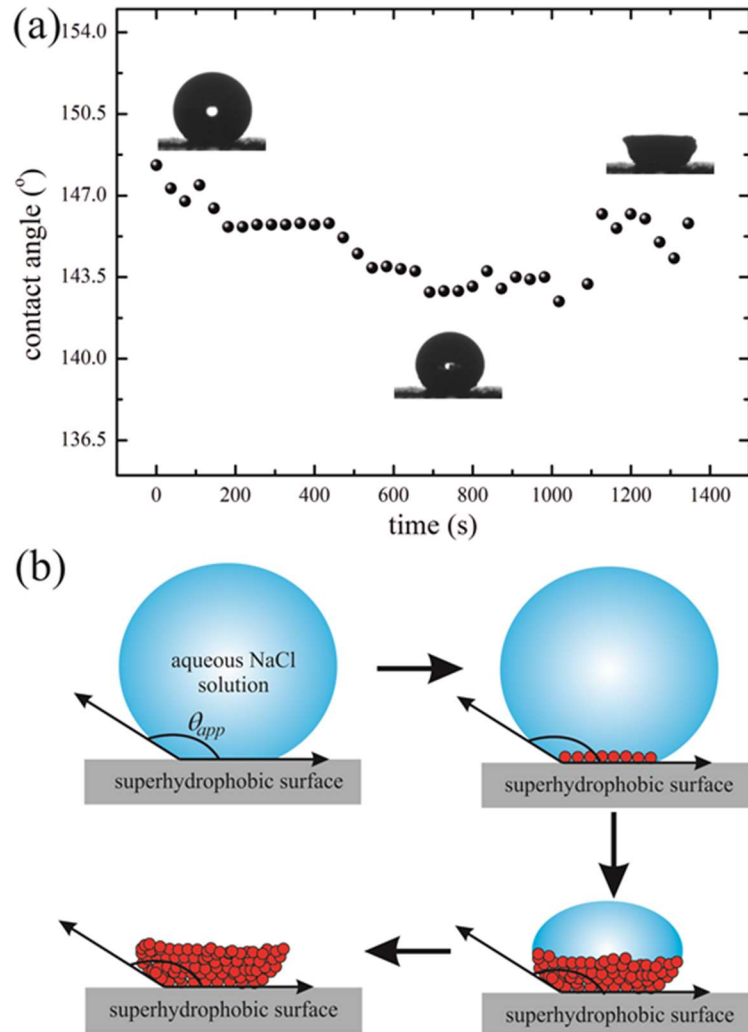 (a)
154.0
150.5
147.0
143.5
140.0
136.5
contact angle (°)
0 200 400 600 800 1000 1200 1400
time (s)
(b)
aqueous NaCl
solution
θapp
superhydrophobic surface
superhydrophobic surface
superhydrophobic surface
superhydrophobic surface